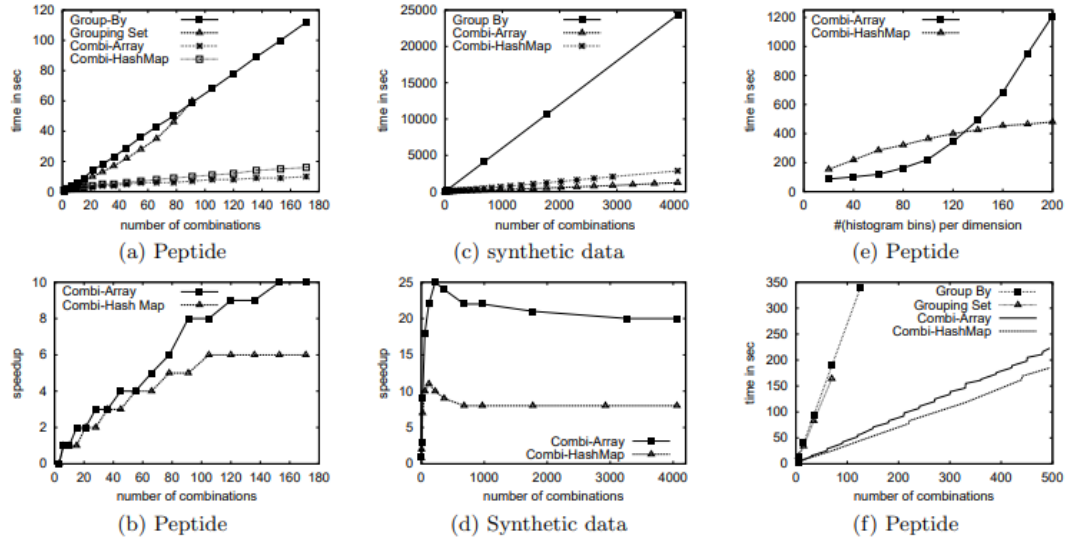 120
100
80
60
40
20
0
time in sec
Group-By
Grouping Set
Combi-Array
Combi-HashMap
0 20 40 60 80 100 120 140 160 180
number of combinations
(a) Peptide
25000
20000
15000
10000
5000
0
time in sec
Group By
Combi-Array
Combi-HashMap
0 1000 2000 3000 4000
number of combinations
(c) synthetic data
1200
1000
800
600
400
200
0
time in sec
Combi-Array
Combi-HashMap
0 40 80 120 160 200
#(histogram bins) per dimension
(e) Peptide
10
8
6
4
2
0
speedup
Combi-Array
Combi-Hash Map
0 20 40 60 80 100 120 140 160 180
number of combinations
(b) Peptide
25
20
15
10
5
0
speedup
Combi-Array
Combi-HashMap
0 1000 2000 3000 4000
number of combinations
(d) Synthetic data
350
300
250
200
150
100
50
0
time in sec
Group By
Grouping Set
Combi-Array
Combi-HashMap
0 100 200 300 400 500
number of combinations
(f) Peptide